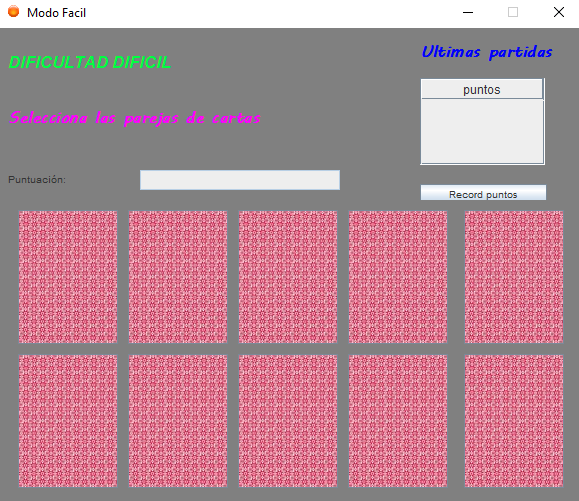 Modo Facil
Ultimas partidas
DIFICULTAD DIFICIL
puntos
Selecciona las parejas de cartas
Puntuación:
Record puntos